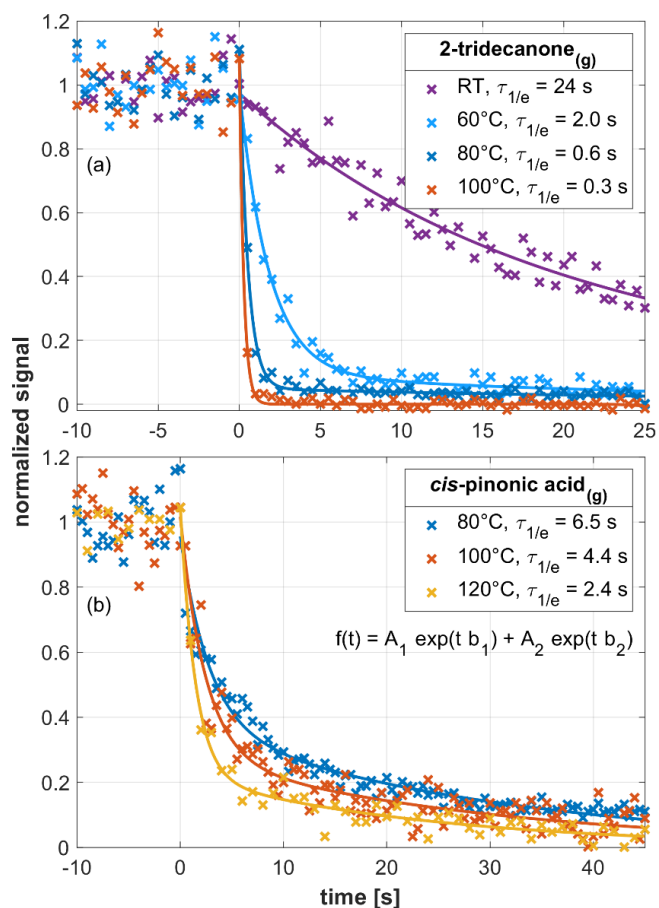 normalized signal
1.2
1
0.8
0.6
0.4
0.2
0
(a)
2-tridecanone(g)
RT, τ1/e = 24 s
60°C, τ1/e = 2.0 s
80°C, τ1/e = 0.6 s
100°C, τ1/e = 0.3 s
-10 -5 0 5 10 15 20 25
1.2
1
0.8
0.6
0.4
0.2
0
(b)
cis-pinonic acid(g)
80°C, τ1/e = 6.5 s
100°C, τ1/e = 4.4 s
120°C, τ1/e = 2.4 s
f(t) = A1 exp(t b1) + A2 exp(t b2)
-10 0 10 20 30 40
time [s]